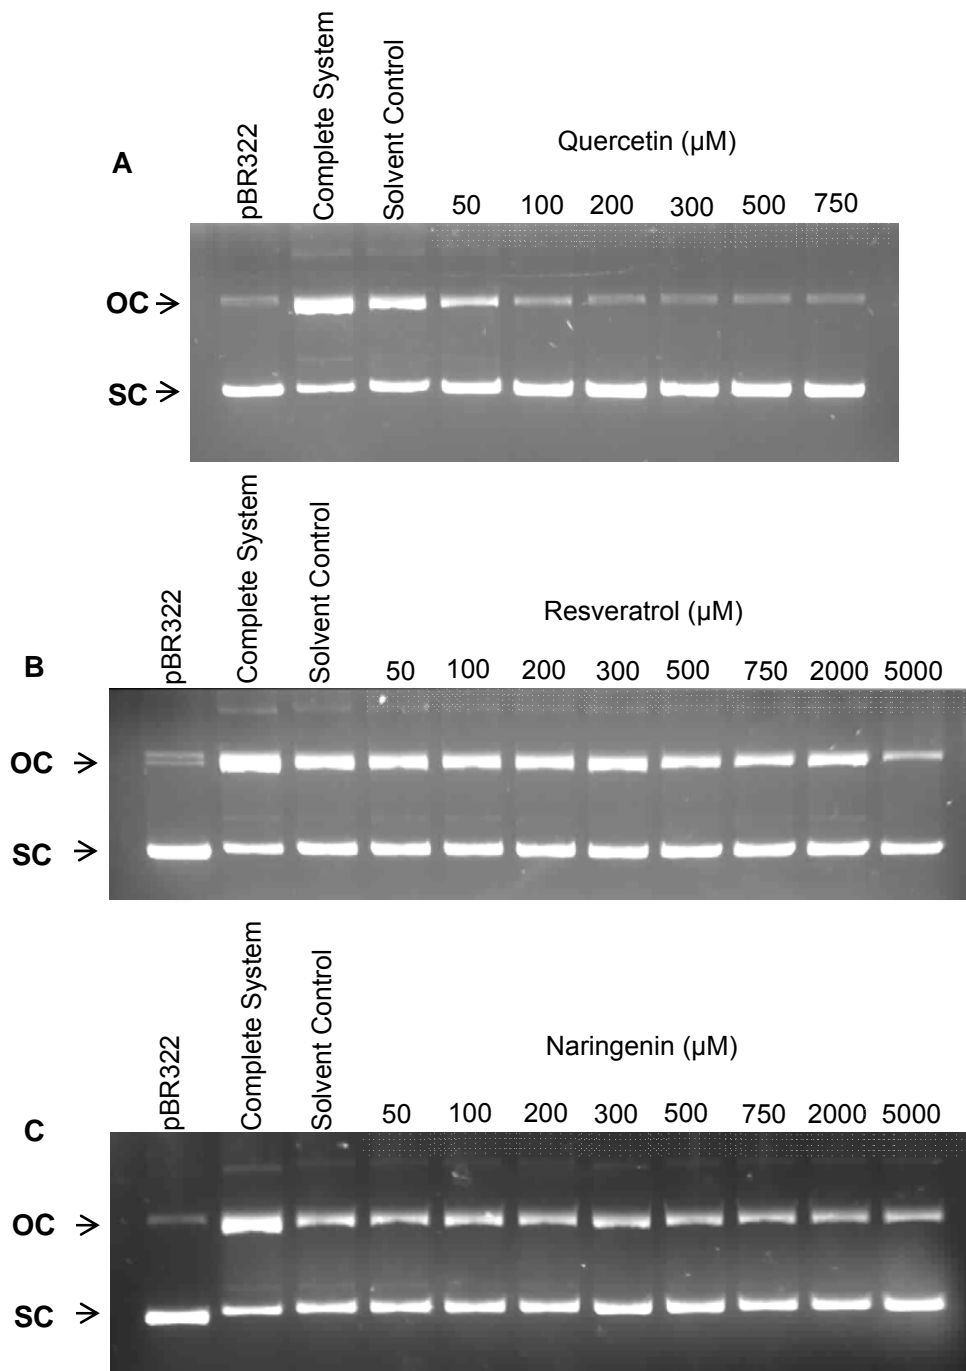 A
pBR322
Complete System
Solvent Control
Quercetin (µM)
50 100 200 300 500 750
OC
SC
B
pBR322
Complete System
Solvent Control
Resveratrol (µM)
50 100 200 300 500 750 2000 5000
OC
SC
C
pBR322
Complete System
Solvent Control
Naringenin (µM)
50 100 200 300 500 750 2000 5000
OC
SC